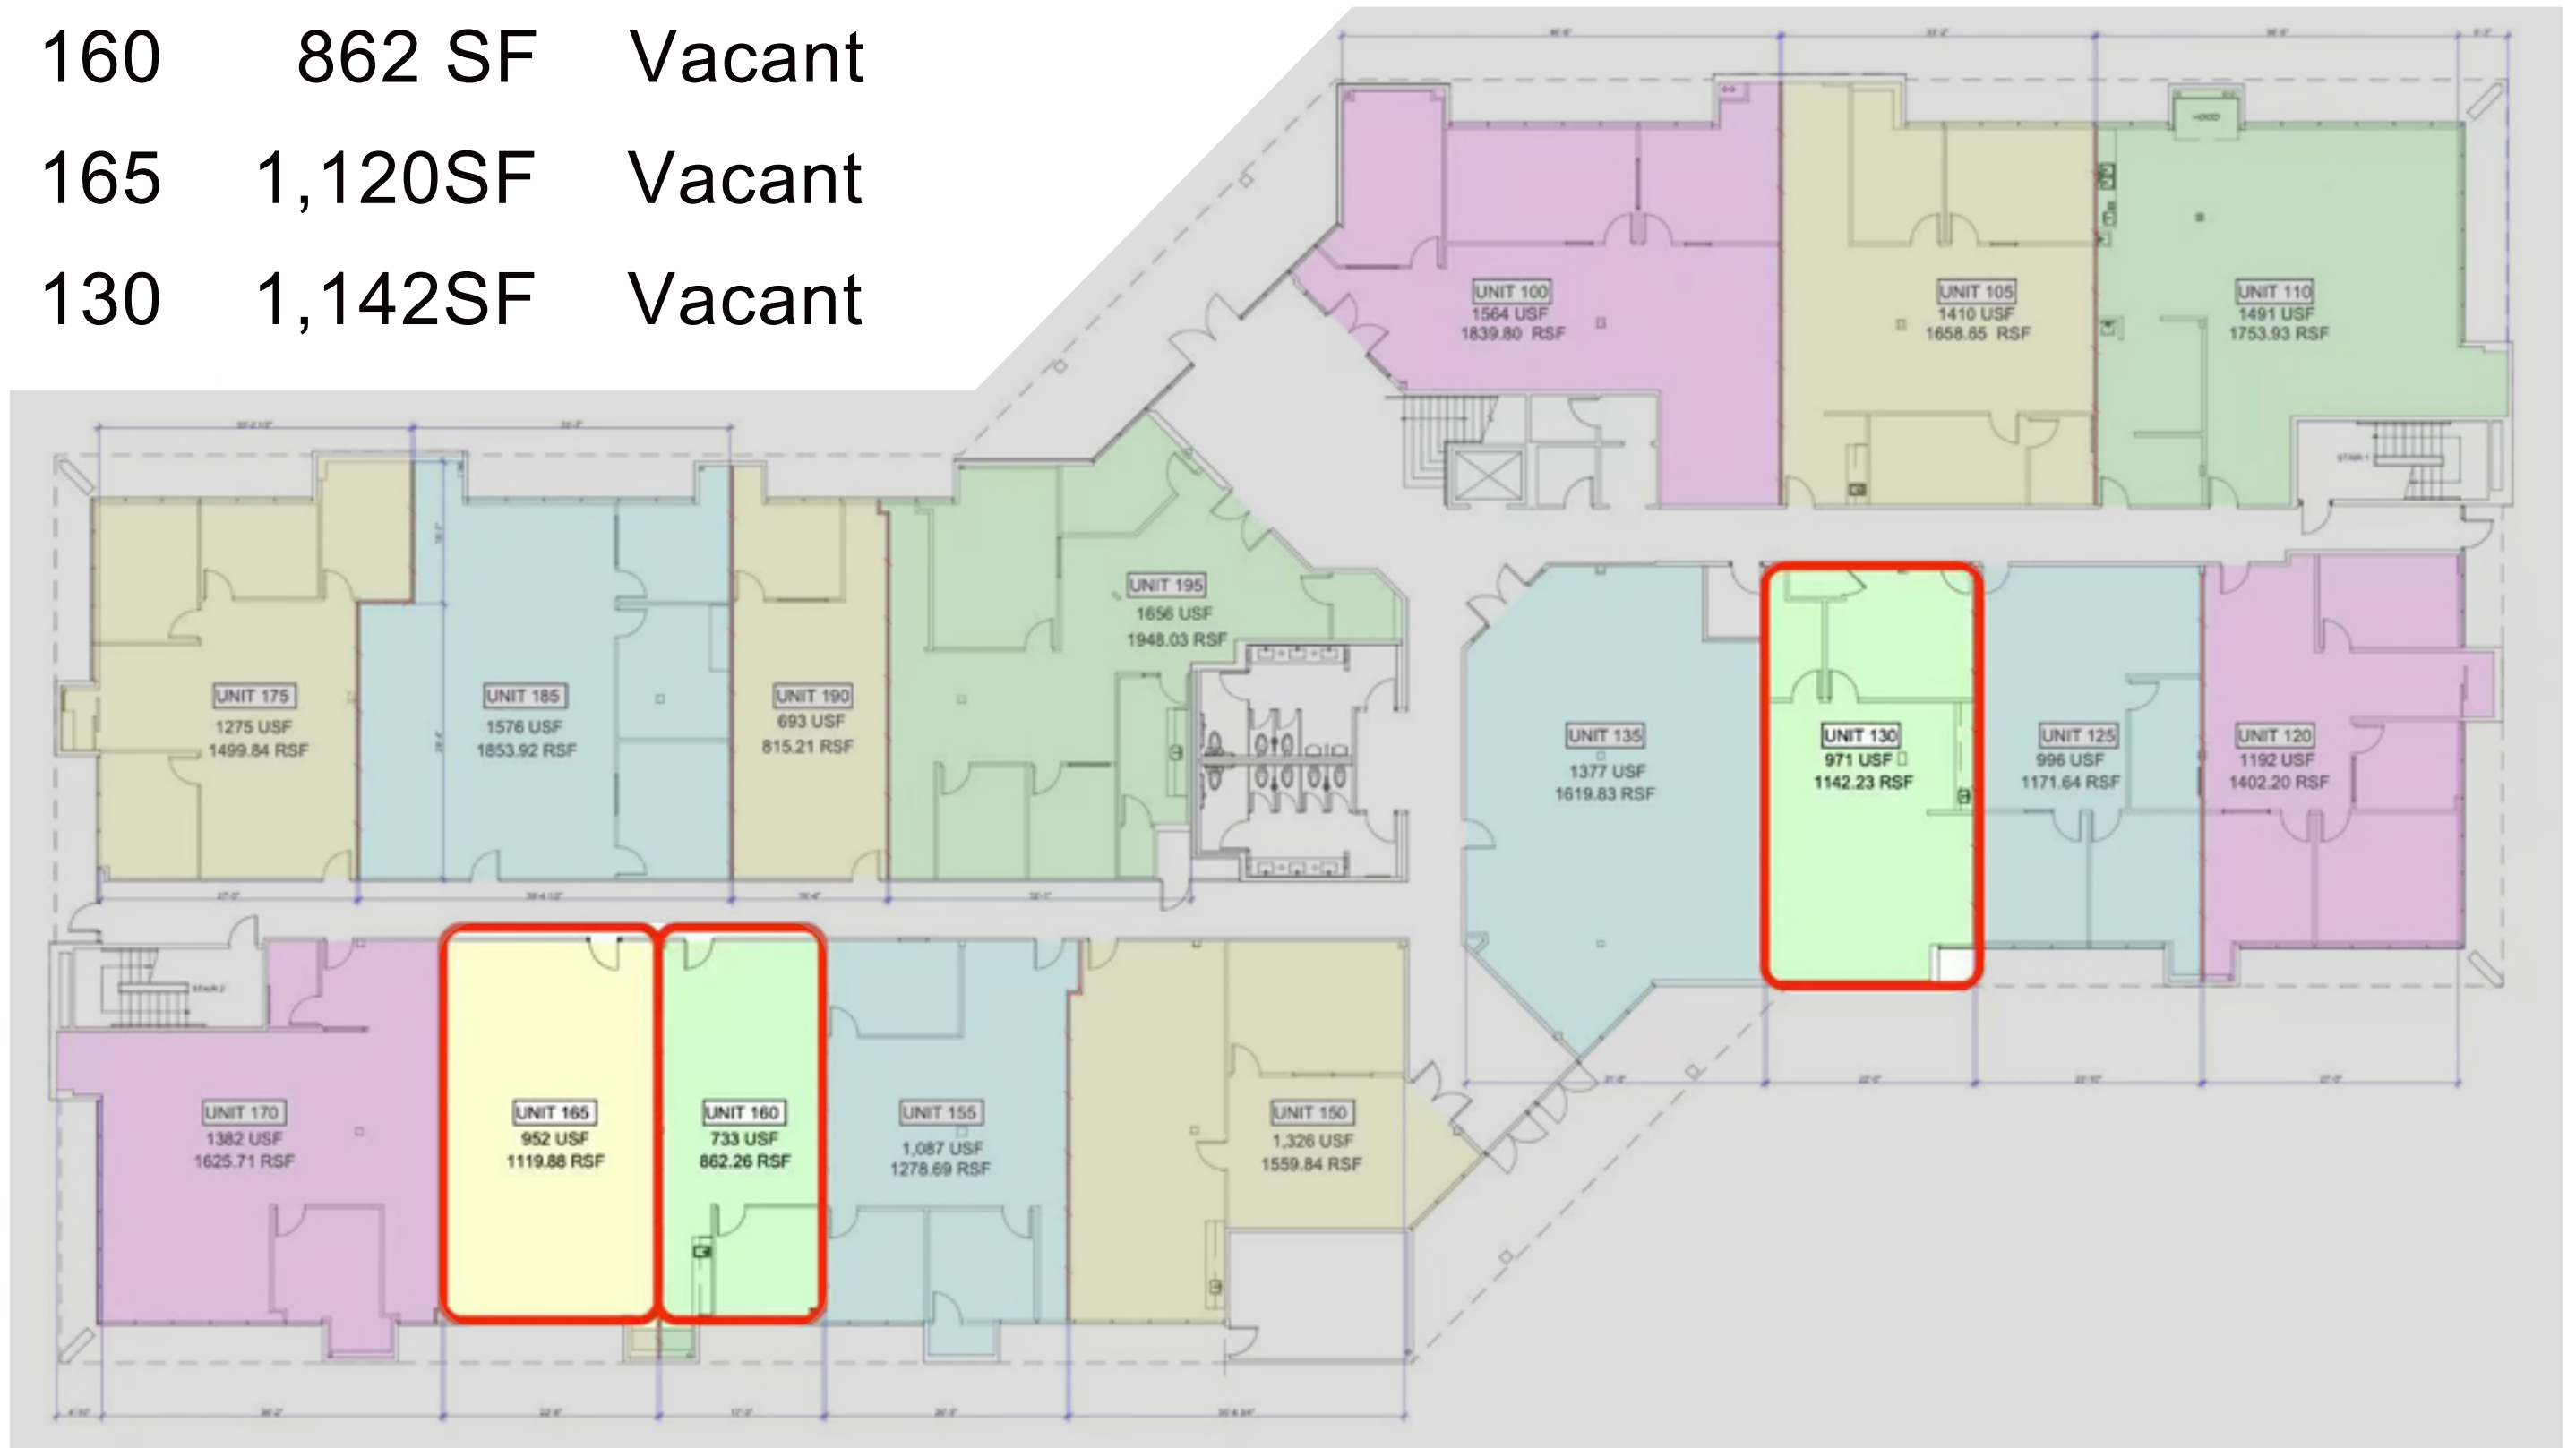 160 862 SF Vacant
165 1,120SF Vacant
130 1,142SF Vacant
HOOD
UNIT 100
1564 USF
1839.80 RSF
UNIT 105
1410 USF
1658.65 RSF
UNIT 110
1491 USF
1753.93 RSF
STAIR 1
UNIT 175
1275 USF
1499.84 RSF
UNIT 185
1576 USF
1853.92 RSF
UNIT 190
693 USF
815.21 RSF
UNIT 195
1656 USF
1948.03 RSF
UNIT 135
1377 USF
1619.83 RSF
UNIT 130
971 USF
1142.23 RSF
UNIT 125
996 USF
1171.64 RSF
UNIT 120
1192 USF
1402.20 RSF
STAIR 2
UNIT 170
1382 USF
1625.71 RSF
UNIT 165
952 USF
1119.88 RSF
UNIT 160
733 USF
862.26 RSF
UNIT 155
1,087 USF
1278.69 RSF
UNIT 150
1,326 USF
1559.84 RSF